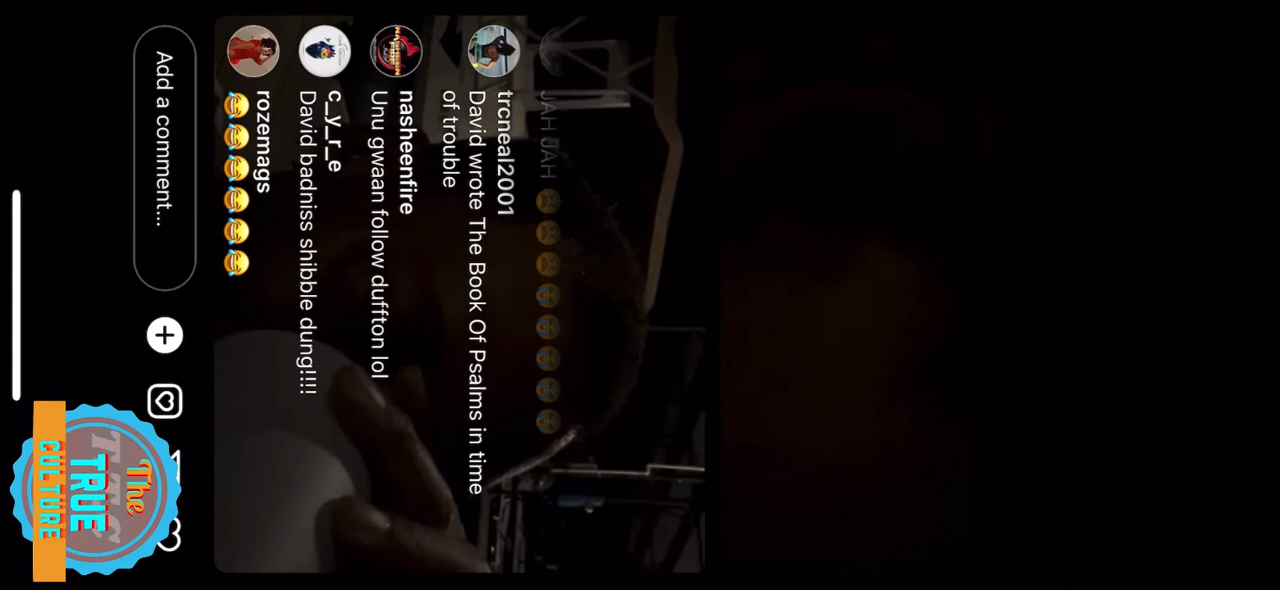 JAH JAH 😢😢😢😭😭😭😭😭
trcneal2001
David wrote The Book Of Psalms in time
of trouble
nasheenfire
Unu gwaan follow duffton lol
c_y_r_e
David badniss shibble dung!!!!
rozemags
😂😂😂😂😂😂
Add a comment...
The
TRUE
CULTURE
TTC